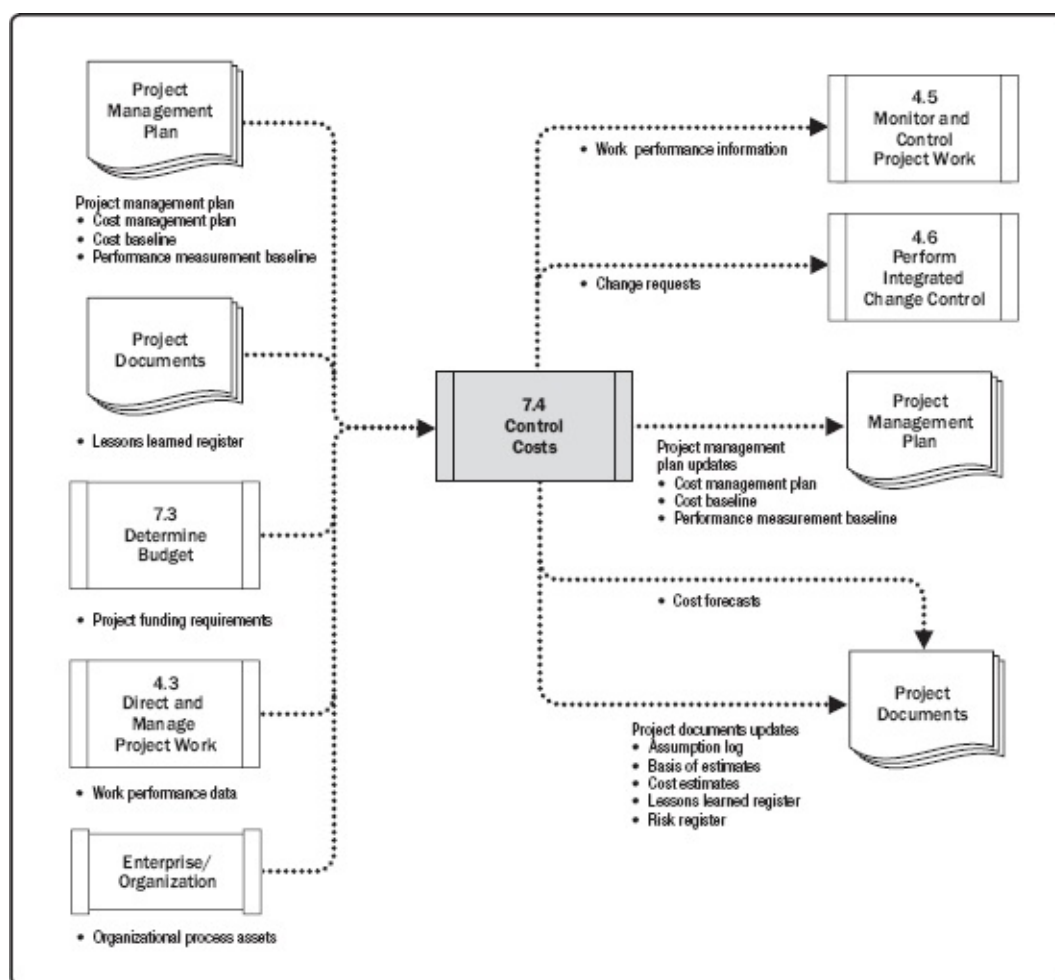 Project
Management
Plan
Project management plan
• Cost management plan
• Cost baseline
• Performance measurement baseline
Project
Documents
• Lessons learned register
7.3
Determine
Budget
• Project funding requirements
4.3
Direct and
Manage
Project Work
• Work performance data
Enterprise/
Organization
• Organizational process assets
7.4
Control
Costs
• Work performance information
4.5
Monitor and
Control
Project Work
• Change requests
4.6
Perform
Integrated
Change Control
Project management
plan updates
• Cost management plan
• Cost baseline
• Performance measurement baseline
Project
Management
Plan
• Cost forecasts
Project documents updates
• Assumption log
• Basis of estimates
• Cost estimates
• Lessons learned register
• Risk register
Project
Documents